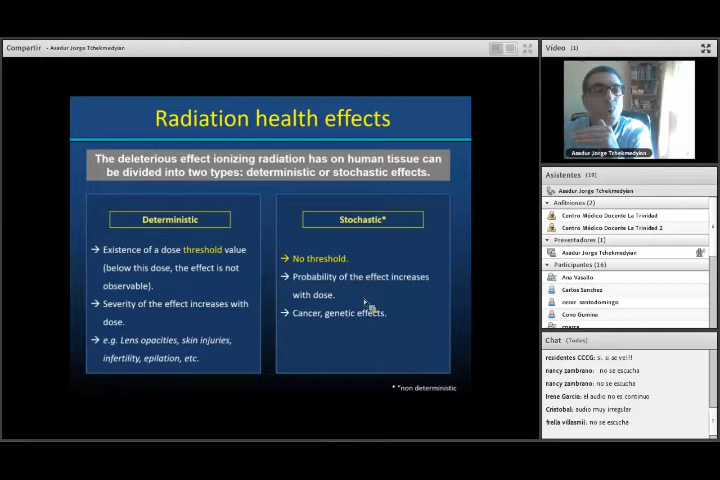 Compartir - Asadur Jorge Tchekmedyian
Radiation health effects
The deleterious effect ionizing radiation has on human tissue can
be divided into two types: deterministic or stochastic effects.
Deterministic
→ Existence of a dose threshold value
(below this dose, the effect is not
observable).
→ Severity of the effect increases with
dose.
→ e.g. Lens opacities, skin injuries,
infertility, epilation, etc.
Stochastic*
→ No threshold.
→ Probability of the effect increases
with dose.
→ Cancer, genetic effects.
* "non deterministic
Video (1)
Asadur Jorge Tchekmedyian
Asistentes (19)
Asadur Jorge Tchekmedyian
Anfitriones (2)
Centro Médico Docente La Trinidad
Centro Médico Docente La Trinidad 2
Presentadores (1)
Asadur Jorge Tchekmedyian
Participantes (16)
Ana Vasallo
Carlos Sanchez
cesar santodomingo
Cono Gumina
Chat (Todos)
residentes CCCG: si, si se ve!!!
nancy zambrano: no se escucha
nancy zambrano: no se escucha
Irene Garcia: el audio no es continuo
Cristobal: audio muy irregular
frella villasmil: no se escucha